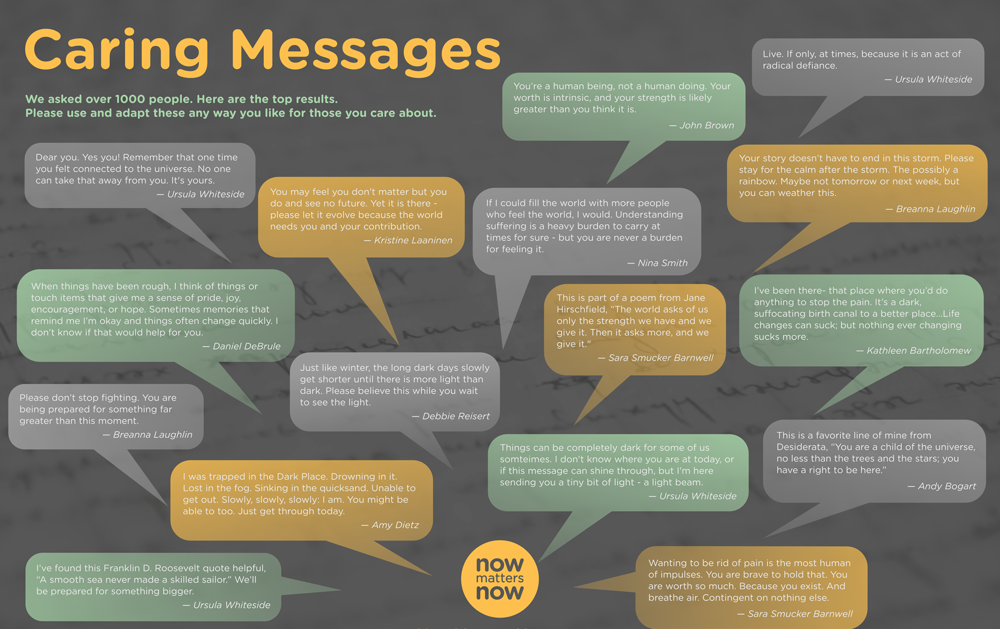 Caring Messages
We asked over 1000 people. Here are the top results.
Please use and adapt these any way you like for those you care about.
Live. If only, at times, because it is an act of
radical defiance.
— Ursula Whiteside
You're a human being, not a human doing. Your
worth is intrinsic, and your strength is likely
greater than you think it is.
— John Brown
Dear you. Yes you! Remember that one time
you felt connected to the universe. No one
can take that away from you. It's yours.
— Ursula Whiteside
You may feel you don't matter but you
do and see no future. Yet it is there -
please let it evolve because the world
needs you and your contribution.
— Kristine Laaninen
If I could fill the world with more people
who feel the world, I would. Understanding
suffering is a heavy burden to carry at
times for sure - but you are never a burden
for feeling it.
— Nina Smith
Your story doesn't have to end in this storm. Please
stay for the calm after the storm. The possibly a
rainbow. Maybe not tomorrow or next week, but
you can weather this.
— Breanna Laughlin
When things have been rough, I think of things or
touch items that give me a sense of pride, joy,
encouragement, or hope. Sometimes memories that
remind me I'm okay and things often change quickly. I
don't know if that would help for you.
— Daniel DeBrule
This is part of a poem from Jane
Hirschfield, “The world asks of us
only the strength we have and we
give it. Then it asks more, and we
give it."
— Sara Smucker Barnwell
I've been there- that place where you'd do
anything to stop the pain. It's a dark,
suffocating birth canal to a better place...Life
changes can suck; but nothing ever changing
sucks more.
— Kathleen Bartholomew
Just like winter, the long dark days slowly
get shorter until there is more light than
dark. Please believe this while you wait
to see the light.
— Debbie Reisert
Please don't stop fighting. You are
being prepared for something far
greater than this moment.
— Breanna Laughlin
Things can be completely dark for some of us
somteimes. I don't know where you are at today, or
if this message can shine through, but I'm here
sending you a tiny bit of light - a light beam.
— Ursula Whiteside
This is a favorite line of mine from
Desiderata, “You are a child of the universe,
no less than the trees and the stars; you
have a right to be here.”
— Andy Bogart
I was trapped in the Dark Place. Drowning in it.
Lost in the fog. Sinking in the quicksand. Unable to
get out. Slowly, slowly, slowly: I am. You might be
able to too. Just get through today.
— Amy Dietz
I've found this Franklin D. Roosevelt quote helpful,
“A smooth sea never made a skilled sailor.” We'll
be prepared for something bigger.
— Ursula Whiteside
now
matters
now
Wanting to be rid of pain is the most human
of impulses. You are brave to hold that. You
are worth so much. Because you exist. And
breathe air. Contingent on nothing else.
— Sara Smucker Barnwell